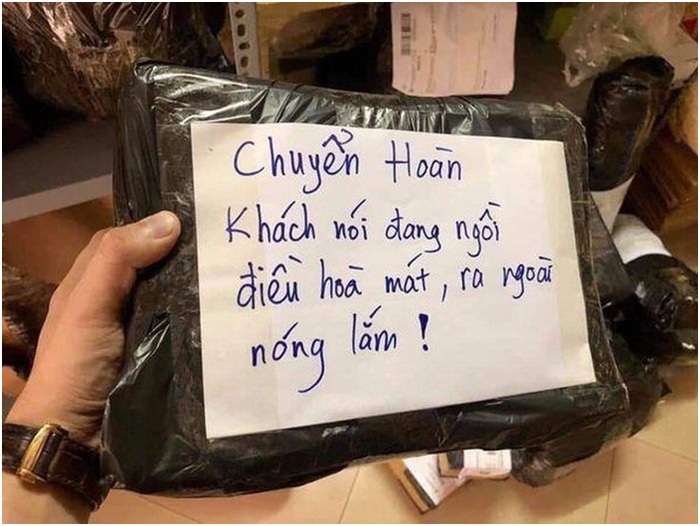 Chuyển Hoàn
Khách nói đang ngồi
điều hoà mát, ra ngoài
nóng lắm !